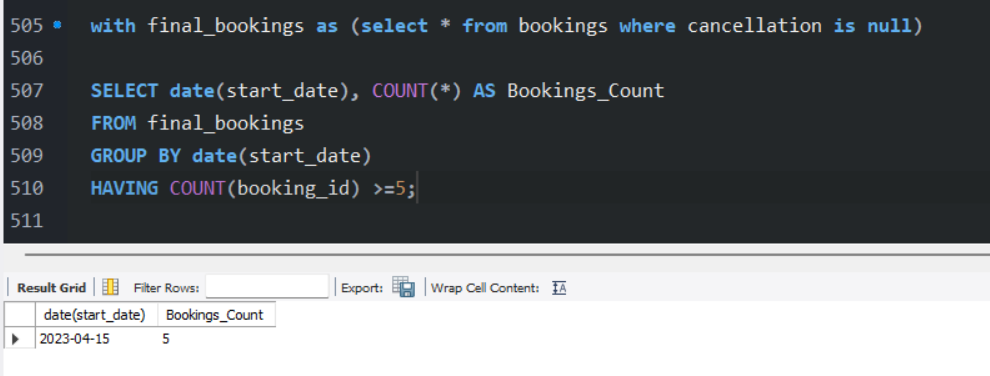 505 with final_bookings as (select * from bookings where cancellation is null)
506
507 SELECT date(start_date), COUNT(*) AS Bookings_Count
508 FROM final_bookings
509 GROUP BY date(start_date)
510 HAVING COUNT(booking_id) >=5;
511
Result Grid Filter Rows: Export: Wrap Cell Content: IA
date(start_date) Bookings_Count
2023-04-15 5